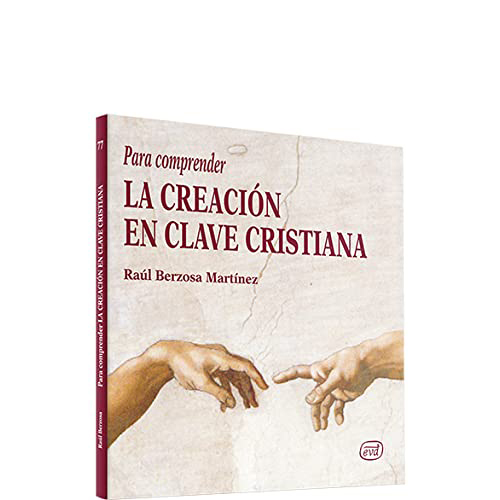 Para comprender
LA CREACIÓN
EN CLAVE CRISTIANA
Raúl Berzosa Martínez
evd
77
Para comprender LA CREACIÓN EN CLAVE CRISTIANA
Raúl Berzosa